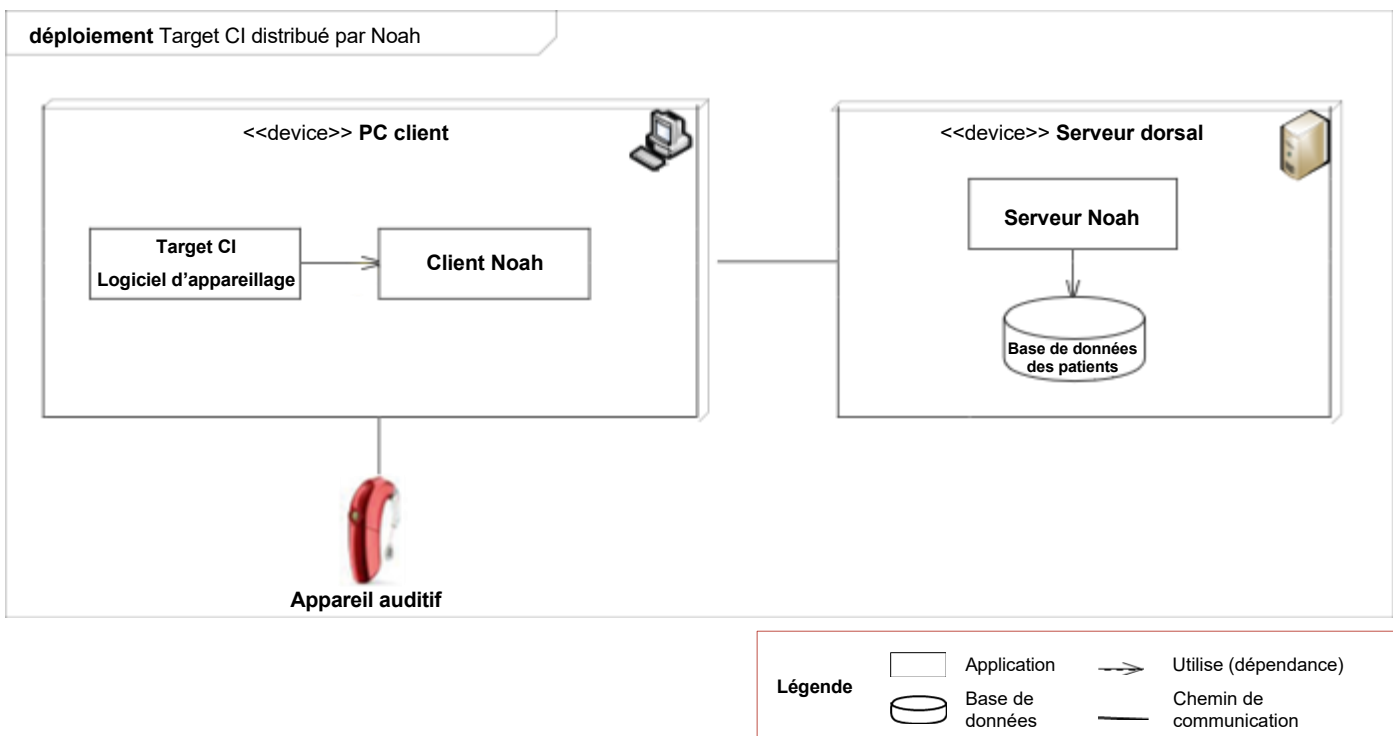 déploiement Target CI distribué par Noah
<<device>> PC client
Target CI
Logiciel d’appareillage
Client Noah
<<device>> Serveur dorsal
Serveur Noah
Base de données
des patients
Appareil auditif
Légende
Application
Utilise (dépendance)
Base de
données
Chemin de
communication